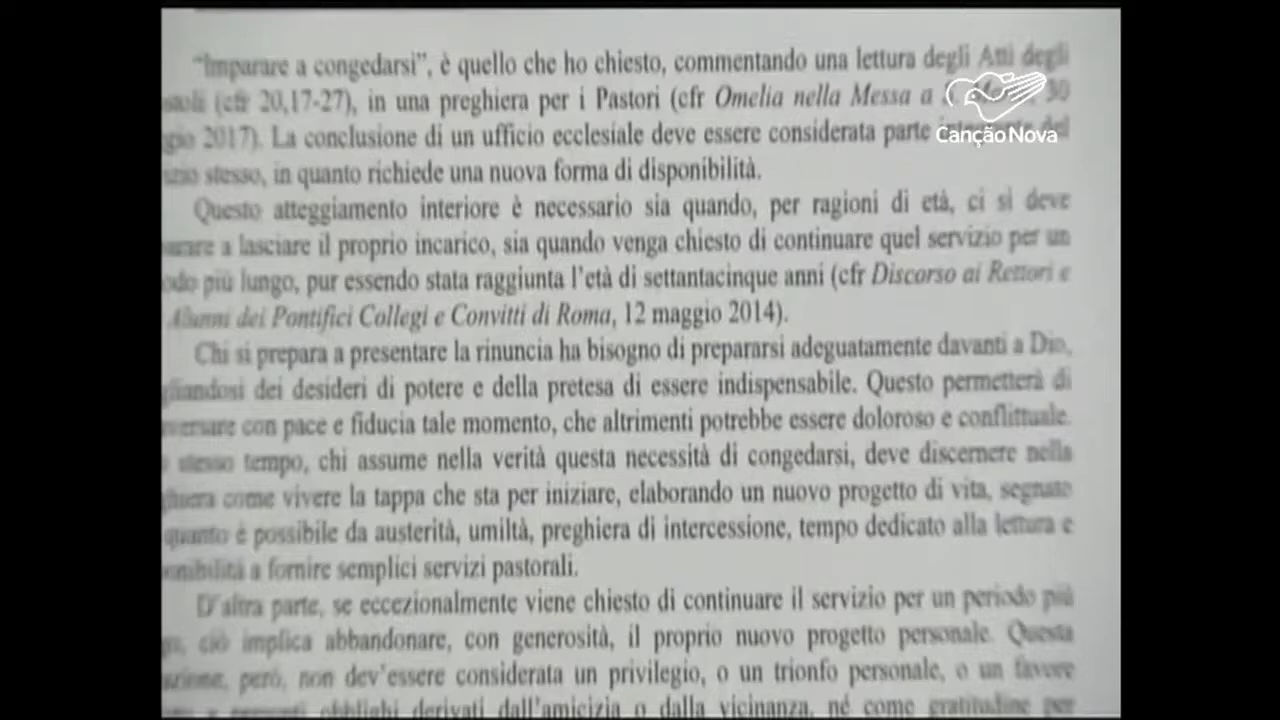 "Imparare a congedarsi", è quello che ho chiesto, commentando una lettura degli Atti degli
(cfr 20,17-27), in una preghiera per i Pastori (cfr Omelia nella Messa a 30
2017). La conclusione di un ufficio ecclesiale deve essere considerata parte del
stesso, in quanto richiede una nuova forma di disponibilità.
Questo atteggiamento interiore è necessario sia quando, per ragioni di età, ci si deve
a lasciare il proprio incarico, sia quando venga chiesto di continuare quel servizio per un
più lungo, pur essendo stata raggiunta l'età di settantacinque anni (cfr Discorso ai Rettori e
Alunni dei Pontifici Collegi e Convitti di Roma, 12 maggio 2014).
Chi si prepara a presentare la rinuncia ha bisogno di prepararsi adeguatamente davanti a Dio,
dei desideri di potere e della pretesa di essere indispensabile. Questo permetterà di
con pace e fiducia tale momento, che altrimenti potrebbe essere doloroso e conflittuale.
stesso tempo, chi assume nella verità questa necessità di congedarsi, deve discernere nella
come vivere la tappa che sta per iniziare, elaborando un nuovo progetto di vita, segnato
quanto è possibile da austerità, umiltà, preghiera di intercessione, tempo dedicato alla lettura e
a fornire semplici servizi pastorali.
D'altra parte, se eccezionalmente viene chiesto di continuare il servizio per un periodo più
ciò implica abbandonare, con generosità, il proprio nuovo progetto personale. Questa
però, non dev'essere considerata un privilegio, o un trionfo personale, o un favore
obblighi derivati dall'amicizia o dalla vicinanza, né come gratitudine per
Canção Nova